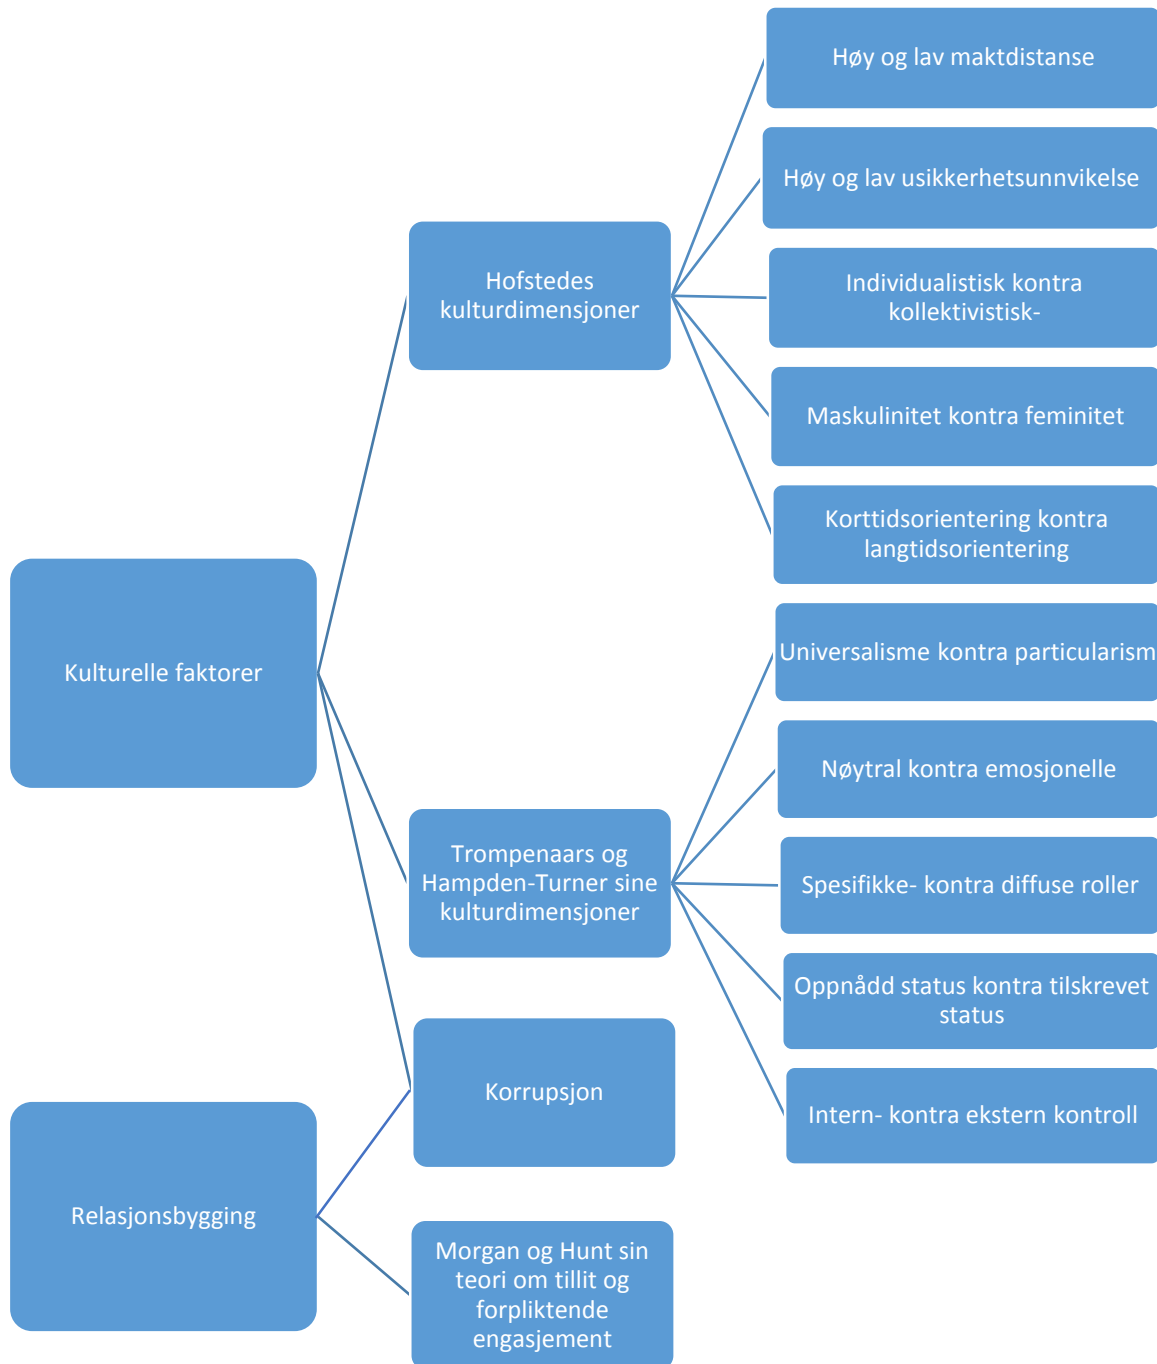 Høy og lav maktdistanse
Høy og lav usikkerhetsunnvikelse
Hofstedes
kulturdimensjoner
Individualistisk kontra
kollektivistisk-
Maskulinitet kontra feminitet
Korttidsorientering kontra
langtidsorientering
Kulturelle faktorer
Universalisme kontra particularism
Nøytral kontra emosjonelle
Trompenaars og
Hampden-Turner sine
kulturdimensjoner
Spesifikke- kontra diffuse roller
Oppnådd status kontra tilskrevet
status
Korrupsjon
Intern- kontra ekstern kontroll
Relasjonsbygging
Morgan og Hunt sin
teori om tillit og
forpliktende
engasjement